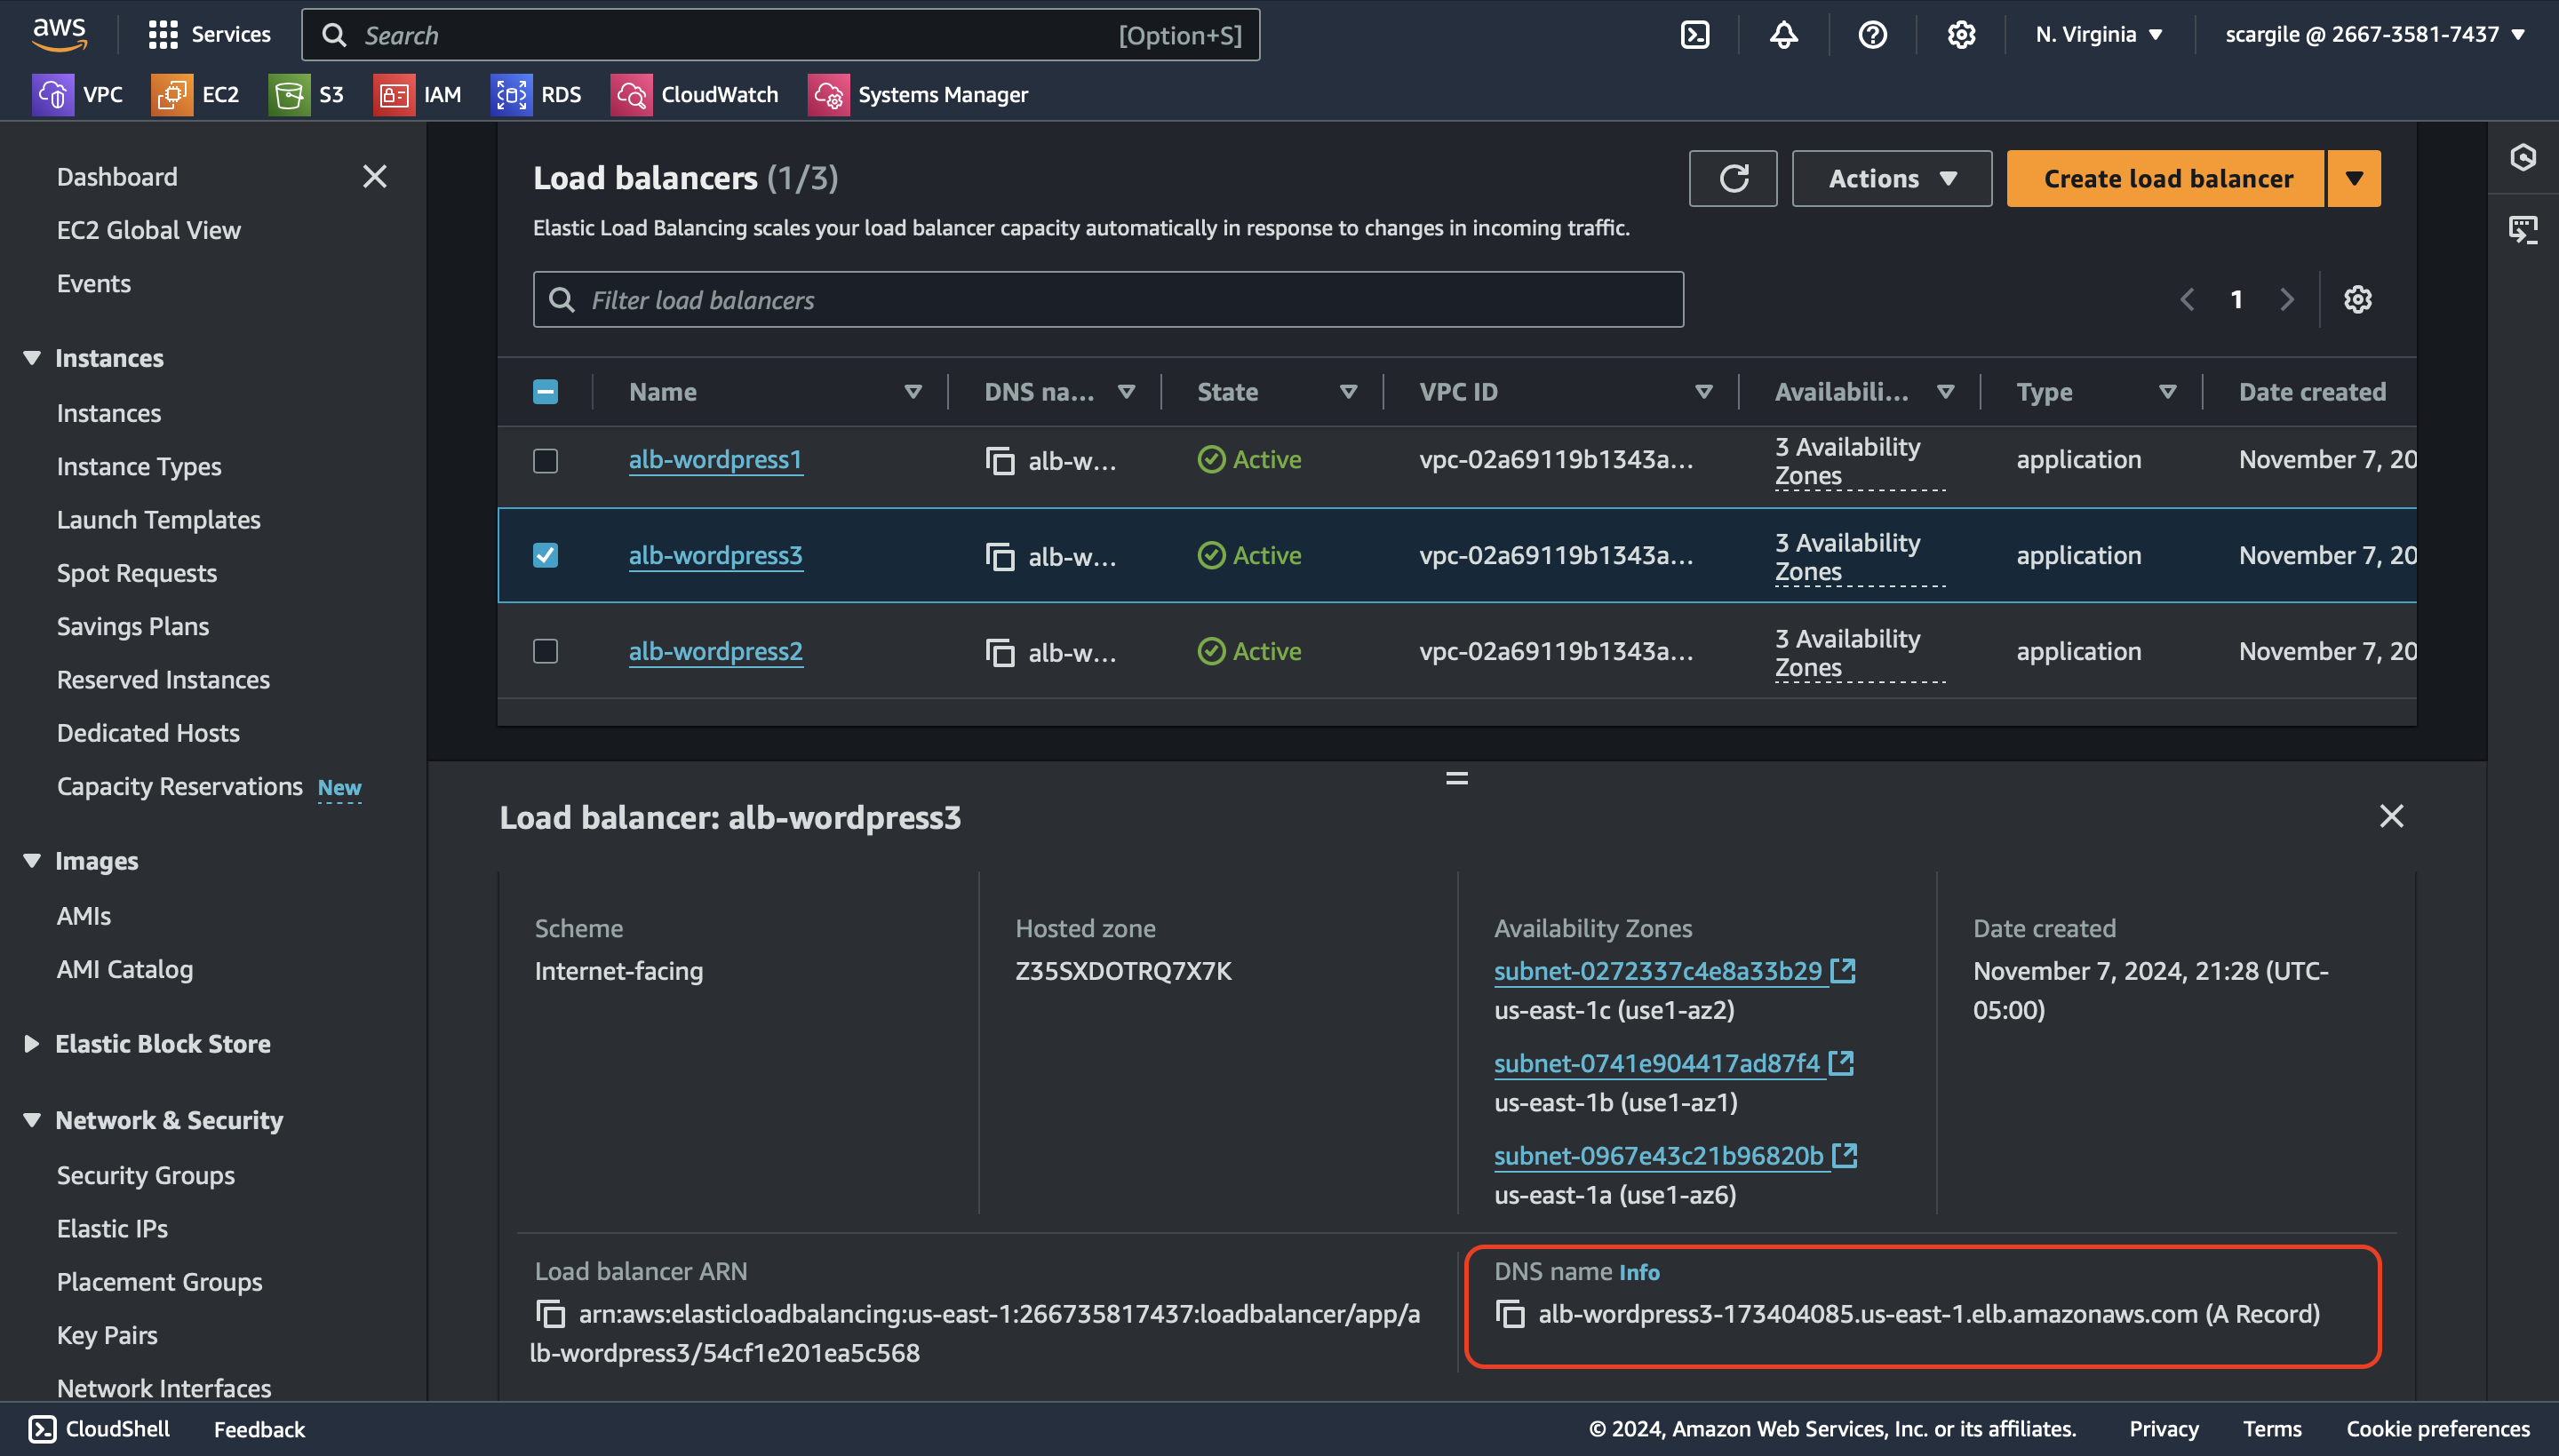 aws
Services
Search
[Option+S]
N. Virginia
scargile @ 2667-3581-7437
VPC
EC2
S3
IAM
RDS
CloudWatch
Systems Manager
Dashboard
EC2 Global View
Events
Instances
Instances
Instance Types
Launch Templates
Spot Requests
Savings Plans
Reserved Instances
Dedicated Hosts
Capacity Reservations New
Images
AMIs
AMI Catalog
Elastic Block Store
Network & Security
Security Groups
Elastic IPs
Placement Groups
Key Pairs
Network Interfaces
Load balancers (1/3)
Actions
Create load balancer
Elastic Load Balancing scales your load balancer capacity automatically in response to changes in incoming traffic.
Filter load balancers
1
Name
DNS na...
State
VPC ID
Availabili...
Type
Date created
alb-wordpress1
alb-w...
Active
vpc-02a69119b1343a...
3 Availability
Zones
application
November 7, 20
alb-wordpress3
alb-w...
Active
vpc-02a69119b1343a...
3 Availability
Zones
application
November 7, 20
alb-wordpress2
alb-w...
Active
vpc-02a69119b1343a...
3 Availability
Zones
application
November 7, 20
Load balancer: alb-wordpress3
Scheme
Internet-facing
Hosted zone
Z35SXDOTRQ7X7K
Availability Zones
subnet-0272337c4e8a33b29
us-east-1c (use1-az2)
subnet-0741e904417ad87f4
us-east-1b (use1-az1)
subnet-0967e43c21b96820b
us-east-1a (use1-az6)
Date created
November 7, 2024, 21:28 (UTC-
05:00)
Load balancer ARN
arn:aws:elasticloadbalancing:us-east-1:266735817437:loadbalancer/app/a
lb-wordpress3/54cf1e201ea5c568
DNS name Info
alb-wordpress3-173404085.us-east-1.elb.amazonaws.com (A Record)
CloudShell
Feedback
© 2024, Amazon Web Services, Inc. or its affiliates.
Privacy
Terms
Cookie preferences